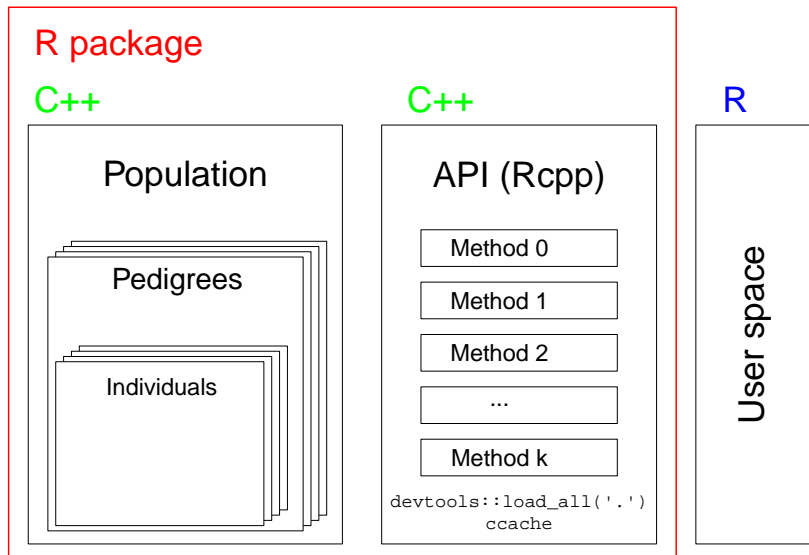 R package
C++
Population
Pedigrees
Individuals
C++
API (Rcpp)
Method 0
Method 1
Method 2
...
Method k
devtools::load_all('.')
ccache
R
User space